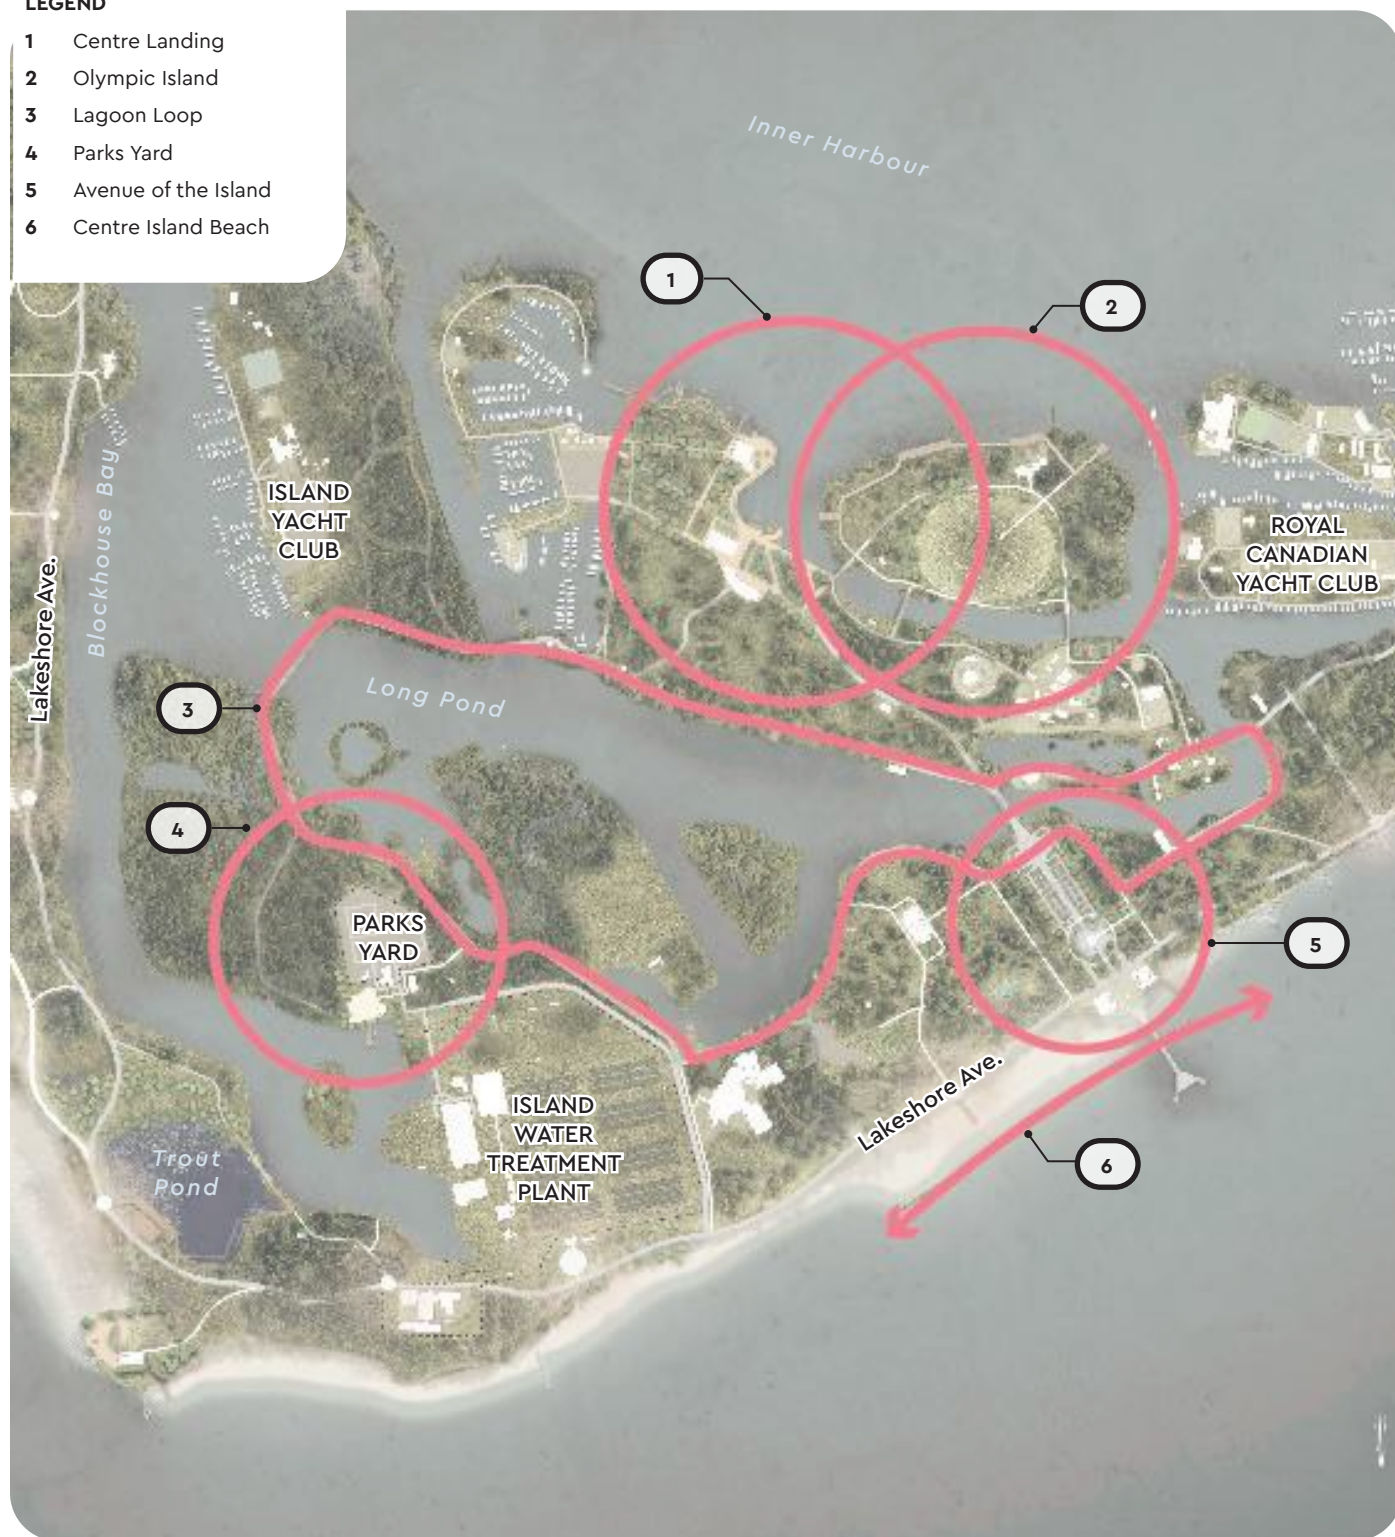 LEGEND
1 Centre Landing
2 Olympic Island
3 Lagoon Loop
4 Parks Yard
5 Avenue of the Island
6 Centre Island Beach
Inner Harbour
1
2
ISLAND
YACHT
CLUB
ROYAL
CANADIAN
YACHT CLUB
Blockhouse Bay
Lakeshore Ave.
Long Pond
3
4
PARKS
YARD
5
Lakeshore Ave.
ISLAND
WATER
TREATMENT
PLANT
Trout
Pond
6